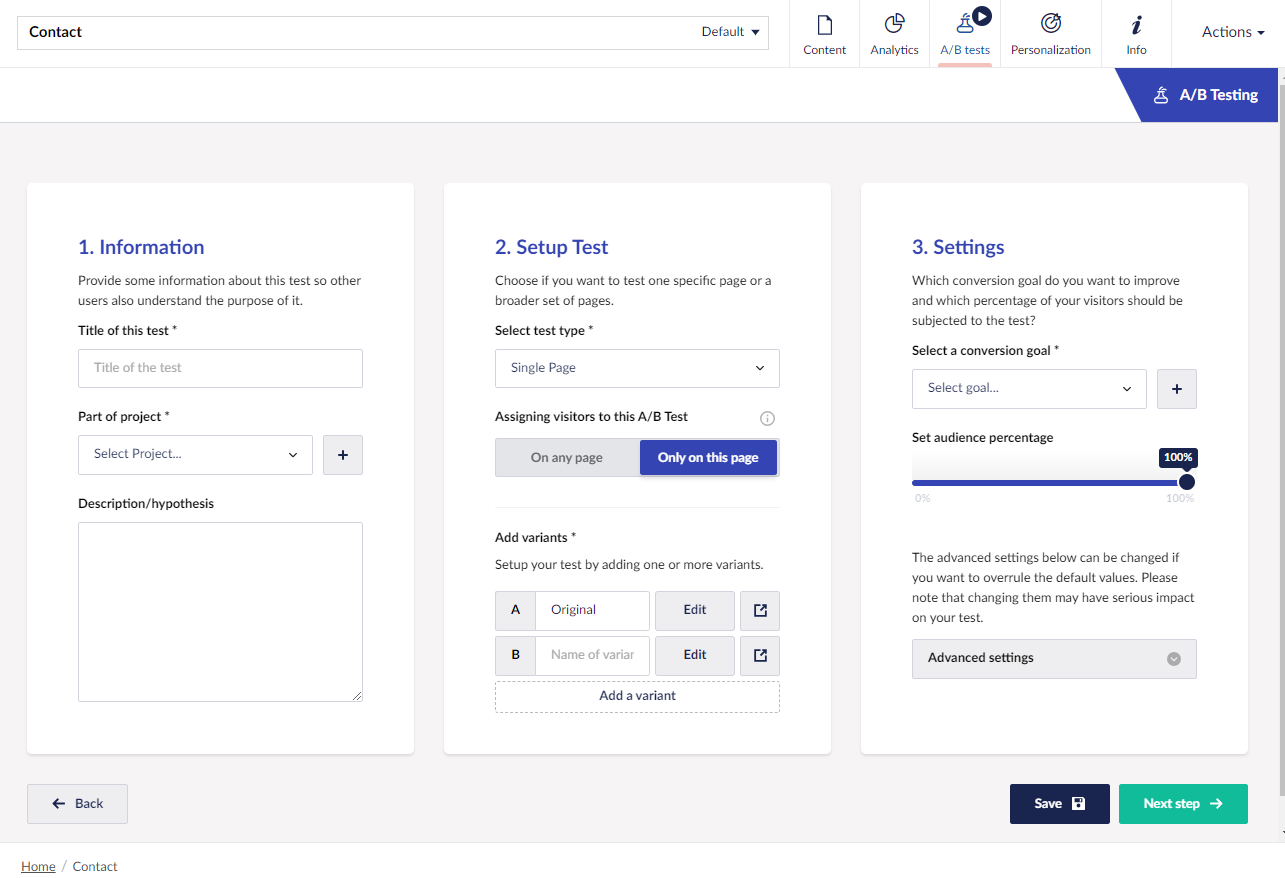 Contact
Default
Content
Analytics
A/B tests
Personalization
Info
Actions
A/B Testing
1. Information
Provide some information about this test so other
users also understand the purpose of it.
Title of this test *
Title of the test
Part of project *
Select Project...
+
Description/hypothesis
2. Setup Test
Choose if you want to test one specific page or a
broader set of pages.
Select test type *
Single Page
Assigning visitors to this A/B Test
On any page
Only on this page
Add variants *
Setup your test by adding one or more variants.
A
Original
Edit
B
Name of varian
Edit
Add a variant
3. Settings
Which conversion goal do you want to improve
and which percentage of your visitors should be
subjected to the test?
Select a conversion goal *
Select goal...
+
Set audience percentage
100%
0%
100%
The advanced settings below can be changed if
you want to overrule the default values. Please
note that changing them may have serious impact
on your test.
Advanced settings
Back
Save
Next step
Home / Contact